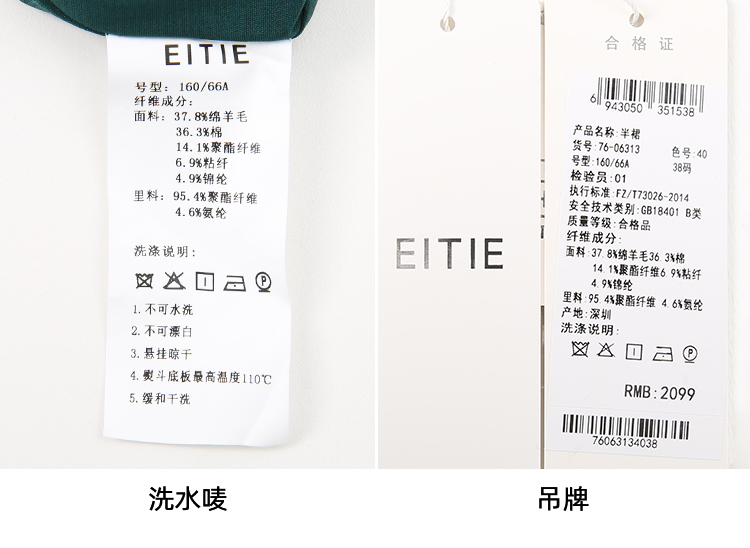 EITIE
号型: 160/66A
纤维成分:
面料: 37.8%绵羊毛
36.3%棉
14.1%聚酯纤维
6.9%粘纤
4.9%锦纶
里料: 95.4%聚酯纤维
4.6%氨纶
洗涤说明:
1.不可水洗
2.不可漂白
3.悬挂晾干
4.熨斗底板最高温度110℃
5.缓和干洗
洗水唛
EITIE
合格证
6 943050 351538
产品名称:半裙
货号:76-06313 色号:40
号型:160/66A 38码
检验员:01
执行标准:FZ/T73026-2014
安全技术类别:GB18401 B类
质量等级:合格品
纤维成分:
面料:37.8%绵羊毛36.3%棉
14.1%聚酯纤维6.9%粘纤
4.9%锦纶
里料:95.4%聚酯纤维 4.6%氨纶
产地:深圳
洗涤说明:
RMB:2099
76063134038
吊牌